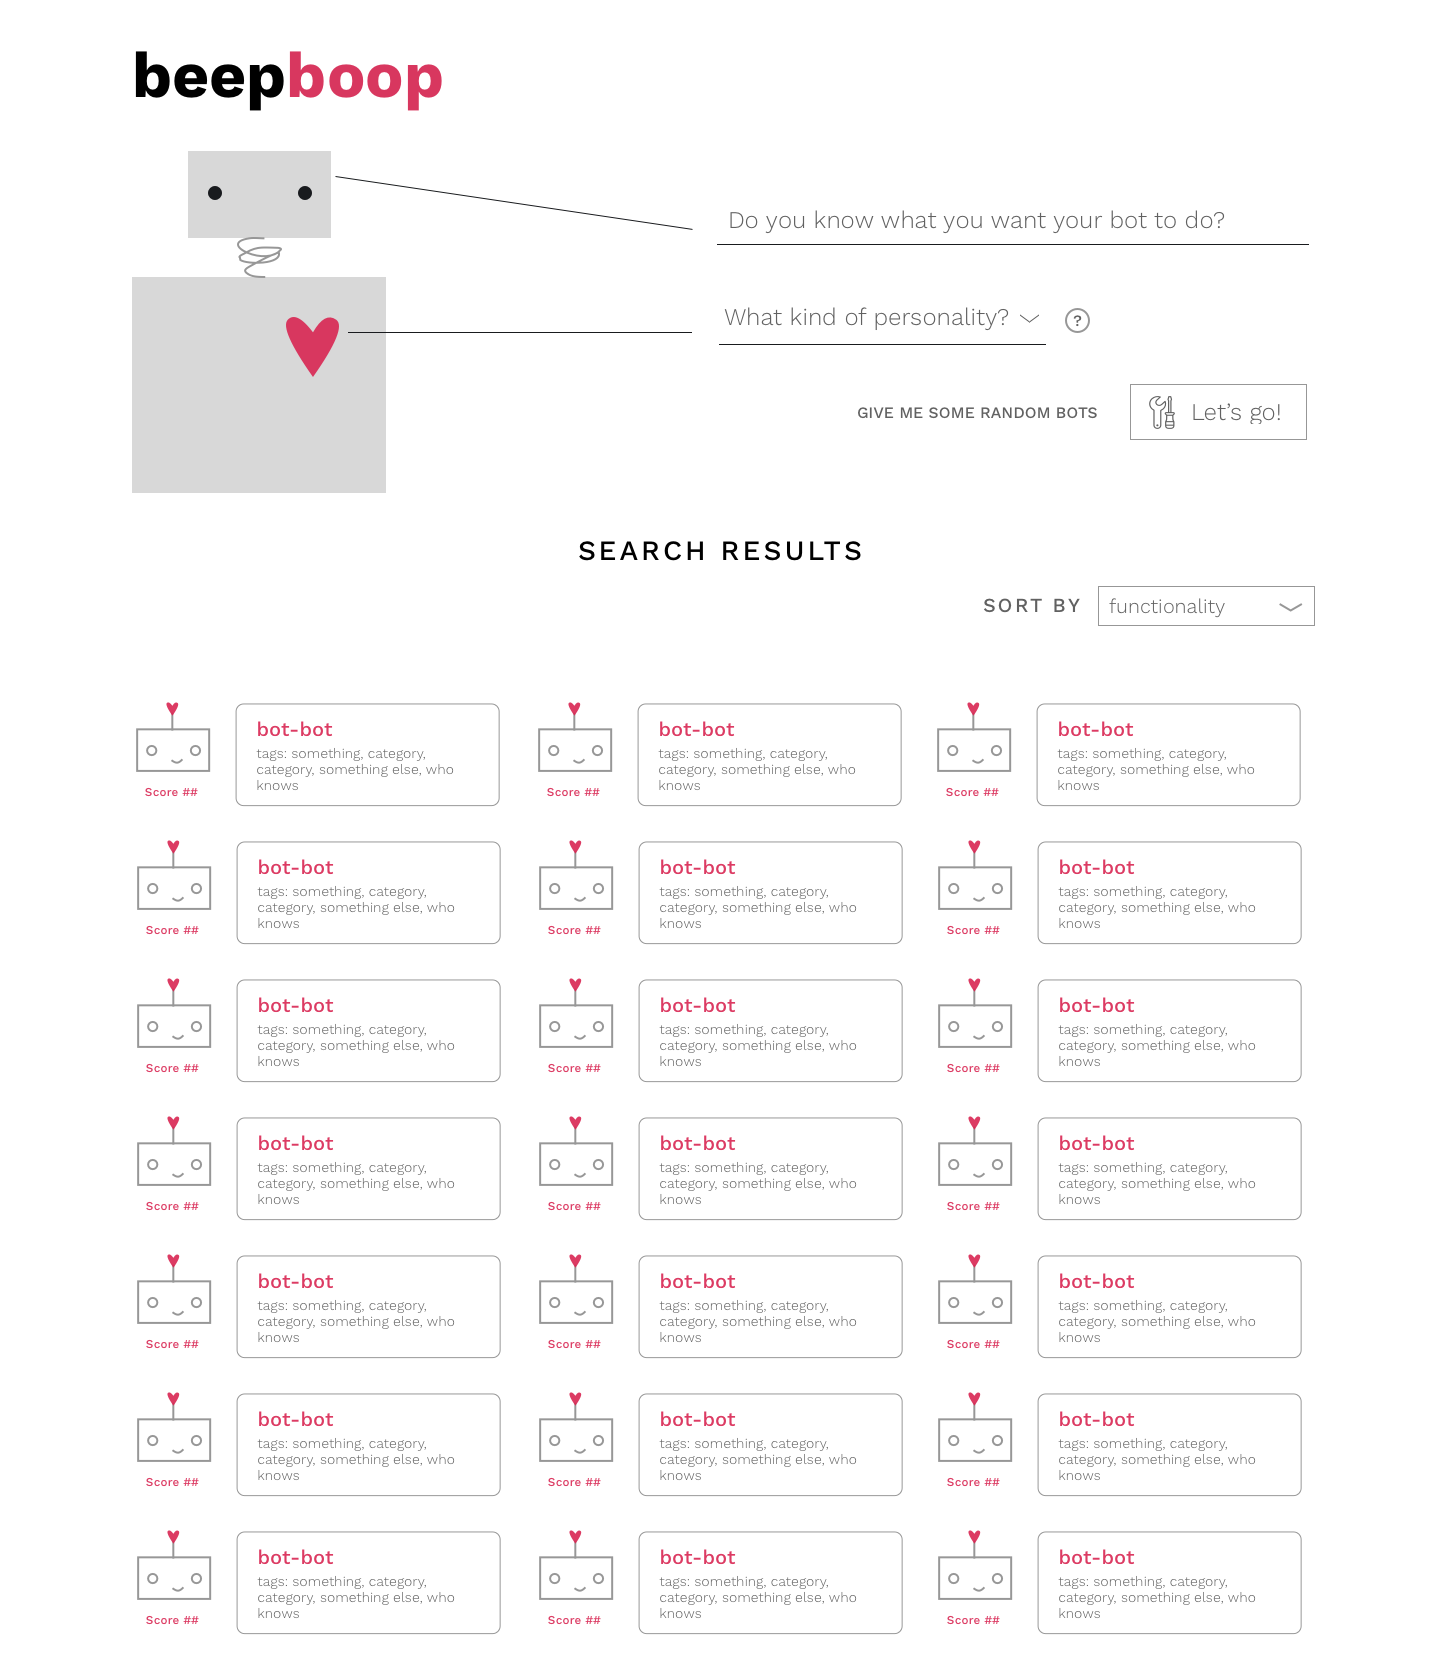 beepboop
Do you know what you want your bot to do?
What kind of personality?
?
GIVE ME SOME RANDOM BOTS
Let's go!
SEARCH RESULTS
SORT BY
functionality
bot-bot
tags: something, category,
category, something else, who
knows
Score ##
bot-bot
tags: something, category,
category, something else, who
knows
Score ##
bot-bot
tags: something, category,
category, something else, who
knows
Score ##
bot-bot
tags: something, category,
category, something else, who
knows
Score ##
bot-bot
tags: something, category,
category, something else, who
knows
Score ##
bot-bot
tags: something, category,
category, something else, who
knows
Score ##
bot-bot
tags: something, category,
category, something else, who
knows
Score ##
bot-bot
tags: something, category,
category, something else, who
knows
Score ##
bot-bot
tags: something, category,
category, something else, who
knows
Score ##
bot-bot
tags: something, category,
category, something else, who
knows
Score ##
bot-bot
tags: something, category,
category, something else, who
knows
Score ##
bot-bot
tags: something, category,
category, something else, who
knows
Score ##
bot-bot
tags: something, category,
category, something else, who
knows
Score ##
bot-bot
tags: something, category,
category, something else, who
knows
Score ##
bot-bot
tags: something, category,
category, something else, who
knows
Score ##
bot-bot
tags: something, category,
category, something else, who
knows
Score ##
bot-bot
tags: something, category,
category, something else, who
knows
Score ##
bot-bot
tags: something, category,
category, something else, who
knows
Score ##
bot-bot
tags: something, category,
category, something else, who
knows
Score ##
bot-bot
tags: something, category,
category, something else, who
knows
Score ##
bot-bot
tags: something, category,
category, something else, who
knows
Score ##